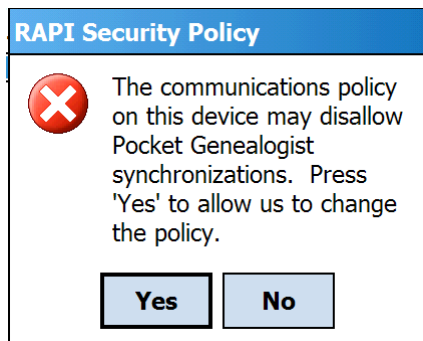 RAPI Security Policy
The communications policy
on this device may disallow
Pocket Genealogist
synchronizations.  Press
'Yes' to allow us to change
the policy.
Yes No